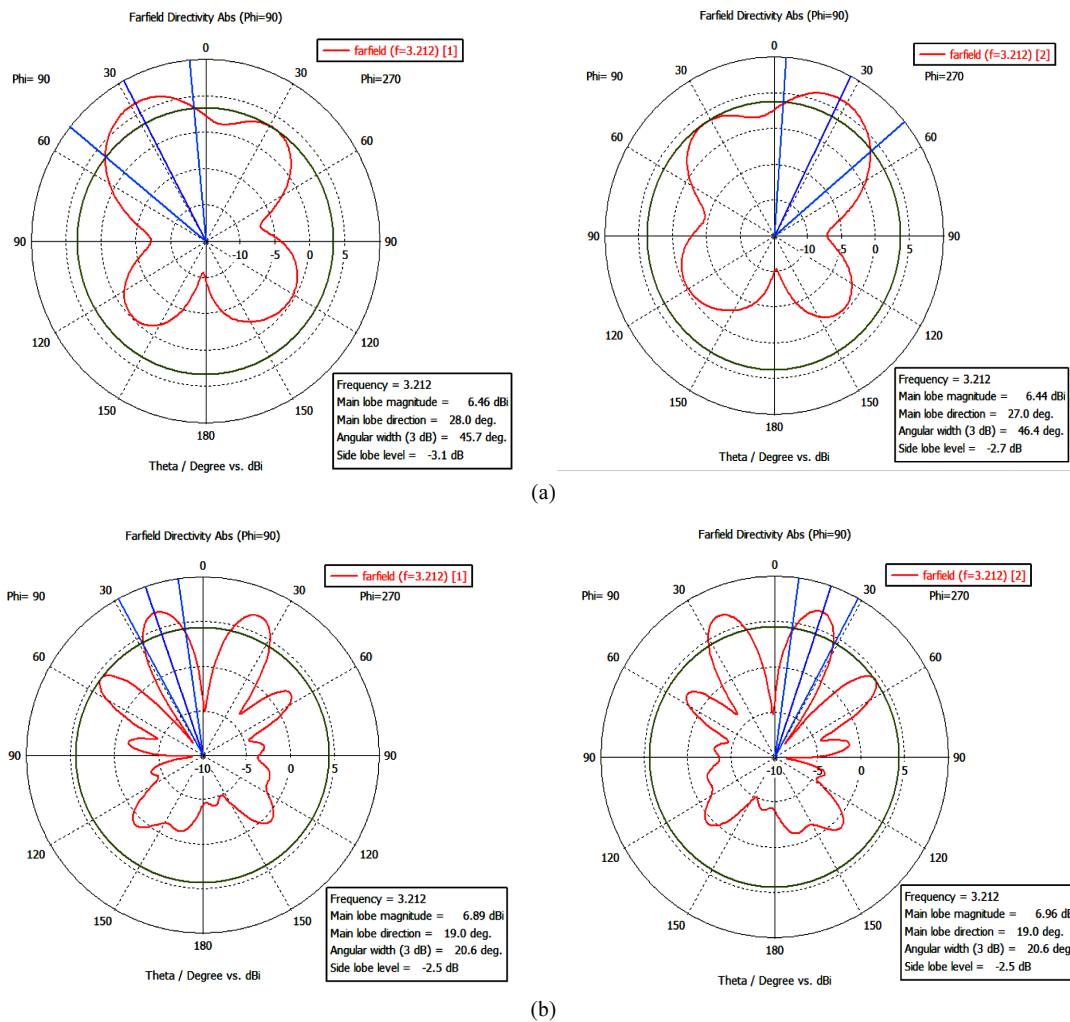 Farfield Directivity Abs (Phi=90)
farfield (f=3.212) [1]
0
Phi= 90
30
30
Phi=270
60
60
90
-10
-5
0
5
90
120
120
150
150
180
Frequency = 3.212
Main lobe magnitude = 6.46 dBi
Main lobe direction = 28.0 deg.
Angular width (3 dB) = 45.7 deg.
Side lobe level = -3.1 dB
Theta / Degree vs. dBi
Farfield Directivity Abs (Phi=90)
farfield (f=3.212) [2]
0
Phi= 90
30
30
Phi=270
60
60
90
-10
-5
0
5
90
120
120
150
150
180
Frequency = 3.212
Main lobe magnitude = 6.44 dBi
Main lobe direction = 27.0 deg.
Angular width (3 dB) = 46.4 deg.
Side lobe level = -2.7 dB
Theta / Degree vs. dBi
(a)
Farfield Directivity Abs (Phi=90)
farfield (f=3.212) [1]
0
Phi= 90
30
30
Phi=270
60
60
90
-10
-5
0
5
90
120
120
150
150
180
Frequency = 3.212
Main lobe magnitude = 6.89 dBi
Main lobe direction = 19.0 deg.
Angular width (3 dB) = 20.6 deg.
Side lobe level = -2.5 dB
Theta / Degree vs. dBi
Farfield Directivity Abs (Phi=90)
farfield (f=3.212) [2]
0
Phi= 90
30
30
Phi=270
60
60
90
-10
-5
0
5
90
120
120
150
150
180
Frequency = 3.212
Main lobe magnitude = 6.96 dB
Main lobe direction = 19.0 deg.
Angular width (3 dB) = 20.6 deg
Side lobe level = -2.5 dB
Theta / Degree vs. dBi
(b)